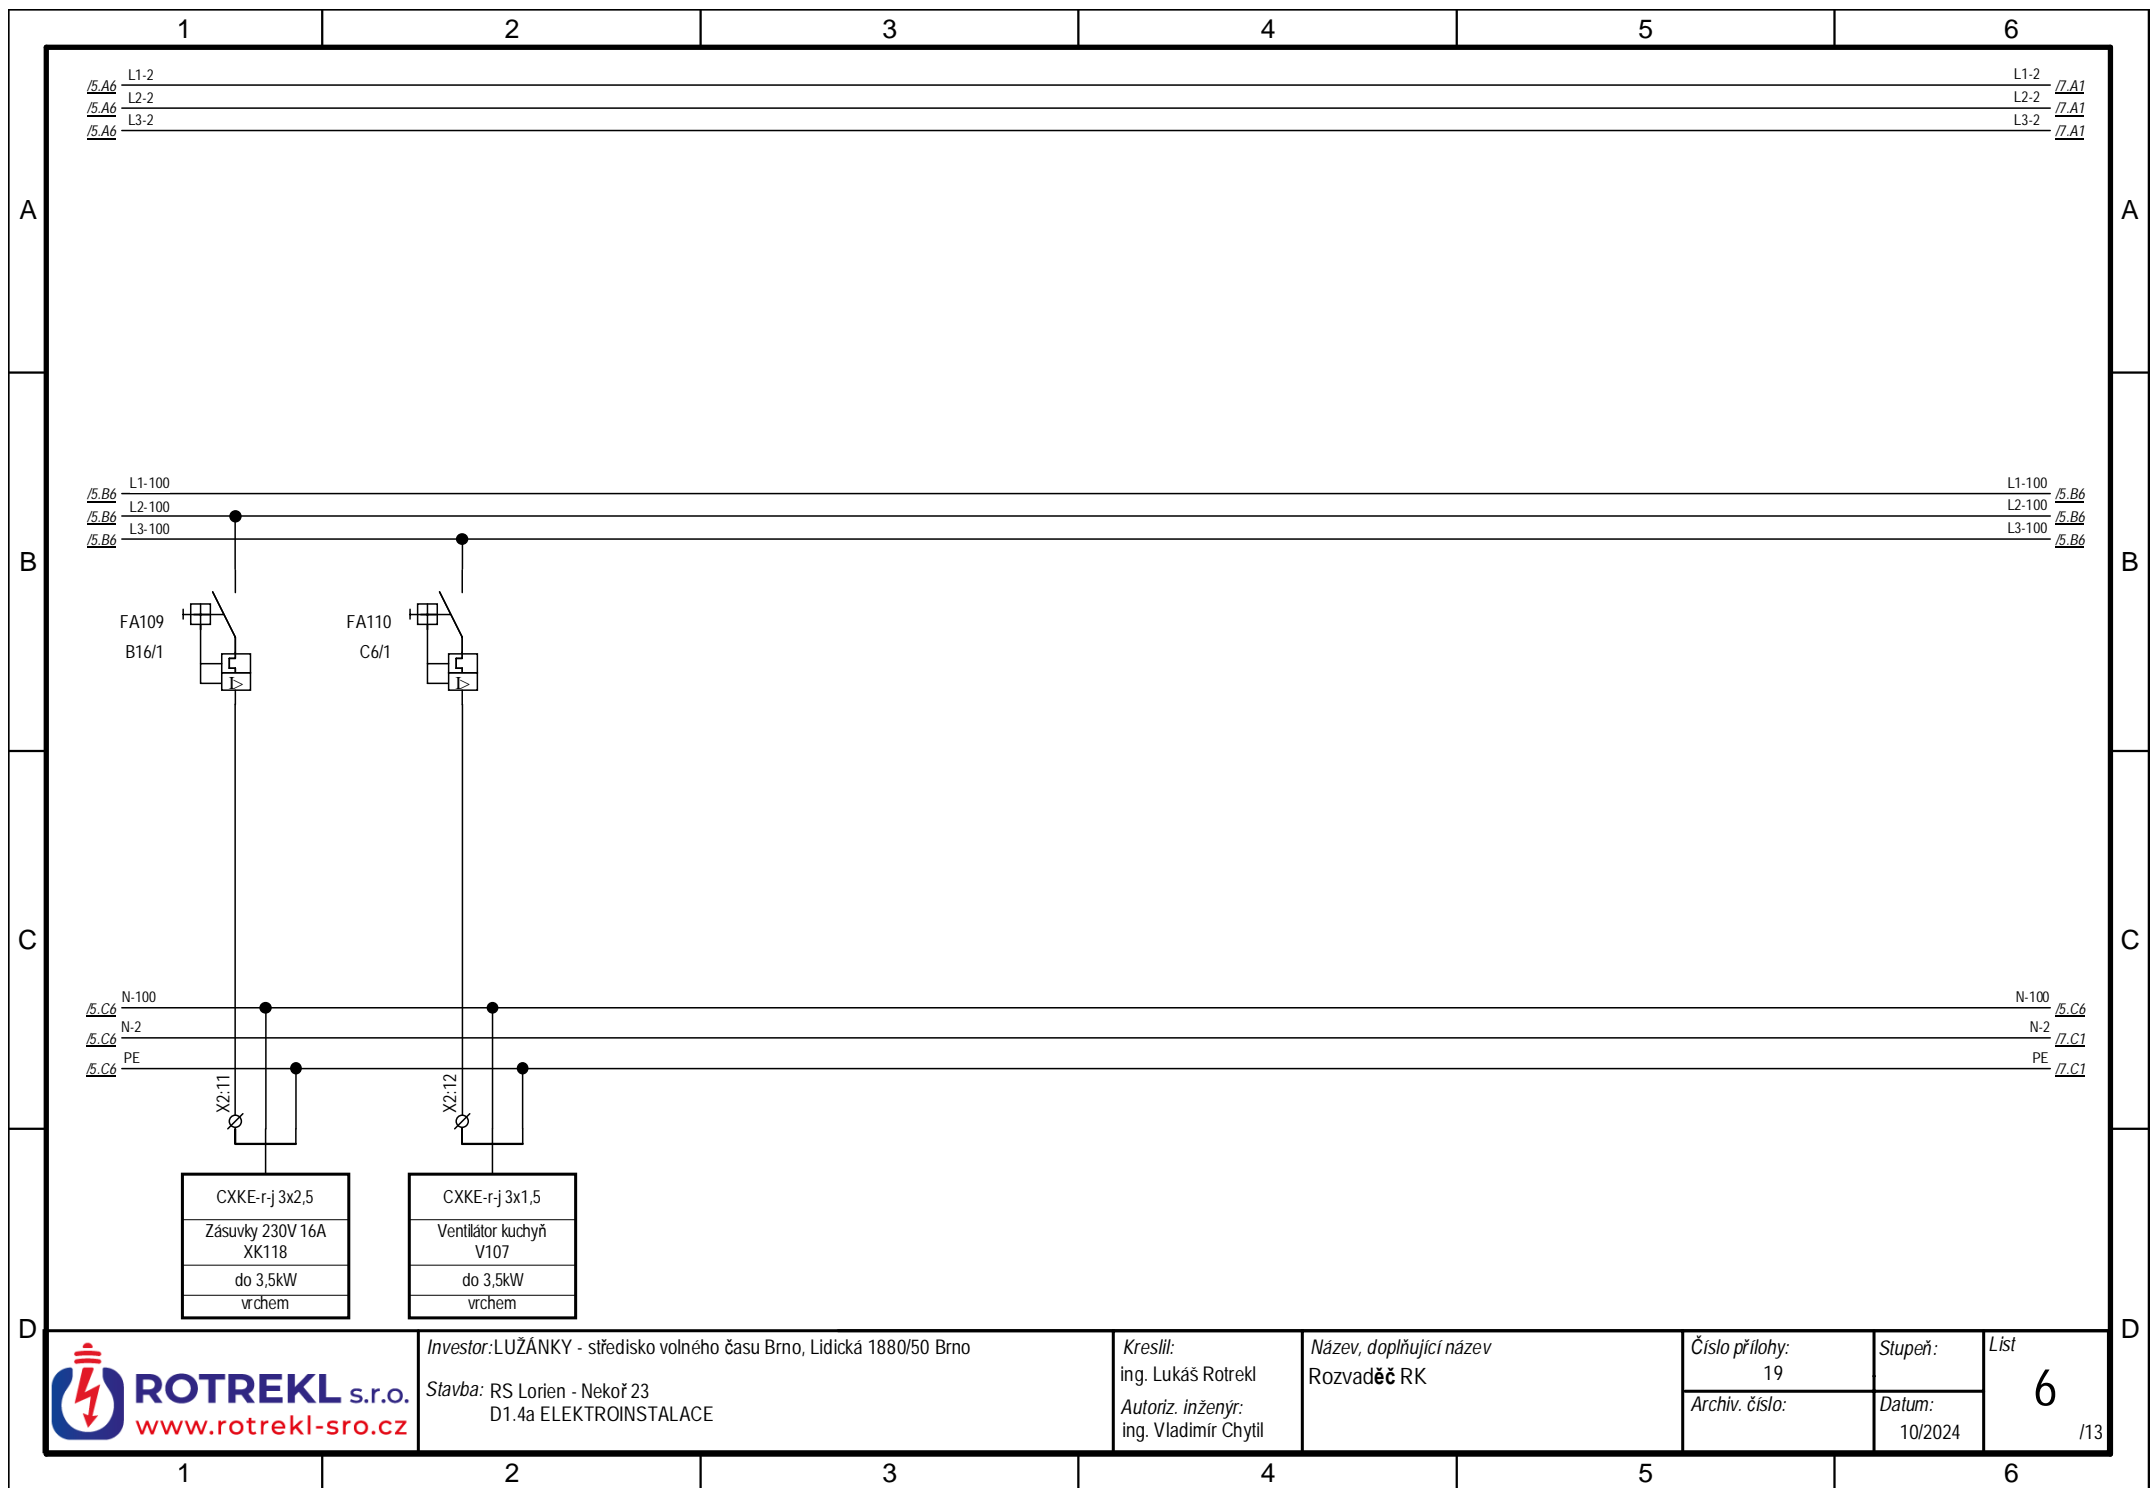 1 2 3 4 5 6
L1-2 L1-2
/5.A6 /7.A1
L2-2 L2-2
/5.A6 /7.A1
L3-2 L3-2
/5.A6 /7.A1
A A
L1-100 L1-100
/5.B6 /5.B6
L2-100 L2-100
/5.B6 /5.B6
L3-100 L3-100
/5.B6 /5.B6
B B
FA109 FA110
B16/1 C6/1
I> I>
C C
N-100 N-100
/5.C6 /5.C6
N-2 N-2
/5.C6 /7.C1
PE PE
/5.C6 /7.C1
X2:11 X2:12
CXKE-r-j 3x2,5
Zásuvky 230V 16A
XK118
do 3,5kW
vrchem
CXKE-r-j 3x1,5
Ventilátor kuchyň
V107
do 3,5kW
vrchem
D D
ROTREKL s.r.o.
www.rotrekl-sro.cz
Investor: LUŽÁNKY - středisko volného času Brno, Lidická 1880/50 Brno
Stavba: RS Lorien - Nekoř 23
D1.4a ELEKTROINSTALACE
Kreslil:
ing. Lukáš Rotrekl
Autoriz. inženýr:
ing. Vladimír Chytil
Název, doplňující název
Rozvaděč RK
Číslo přílohy:
19
Archiv. číslo:
Stupeň:
Datum:
10/2024
List
6
/13
1 2 3 4 5 6